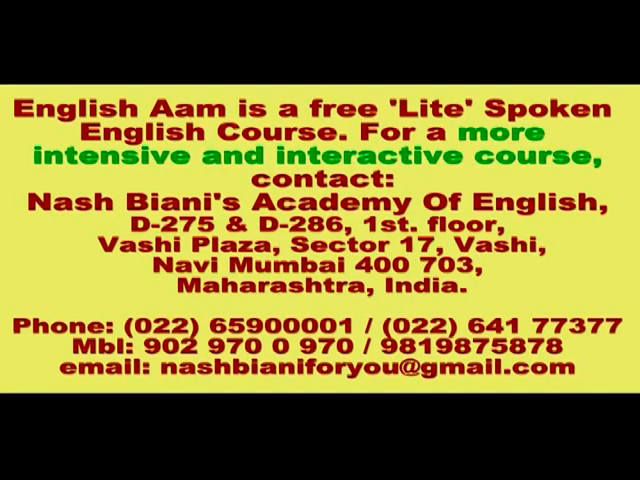 English Aam is a free 'Lite' Spoken
English Course. For a more
intensive and interactive course,
contact:
Nash Biani's Academy Of English,
D-275 & D-286, 1st. floor,
Vashi Plaza, Sector 17, Vashi,
Navi Mumbai 400 703,
Maharashtra, India.
Phone: (022) 65900001 / (022) 641 77377
Mbl: 902 970 0 970 / 9819875878
email: nashbianiforyou@gmail.com